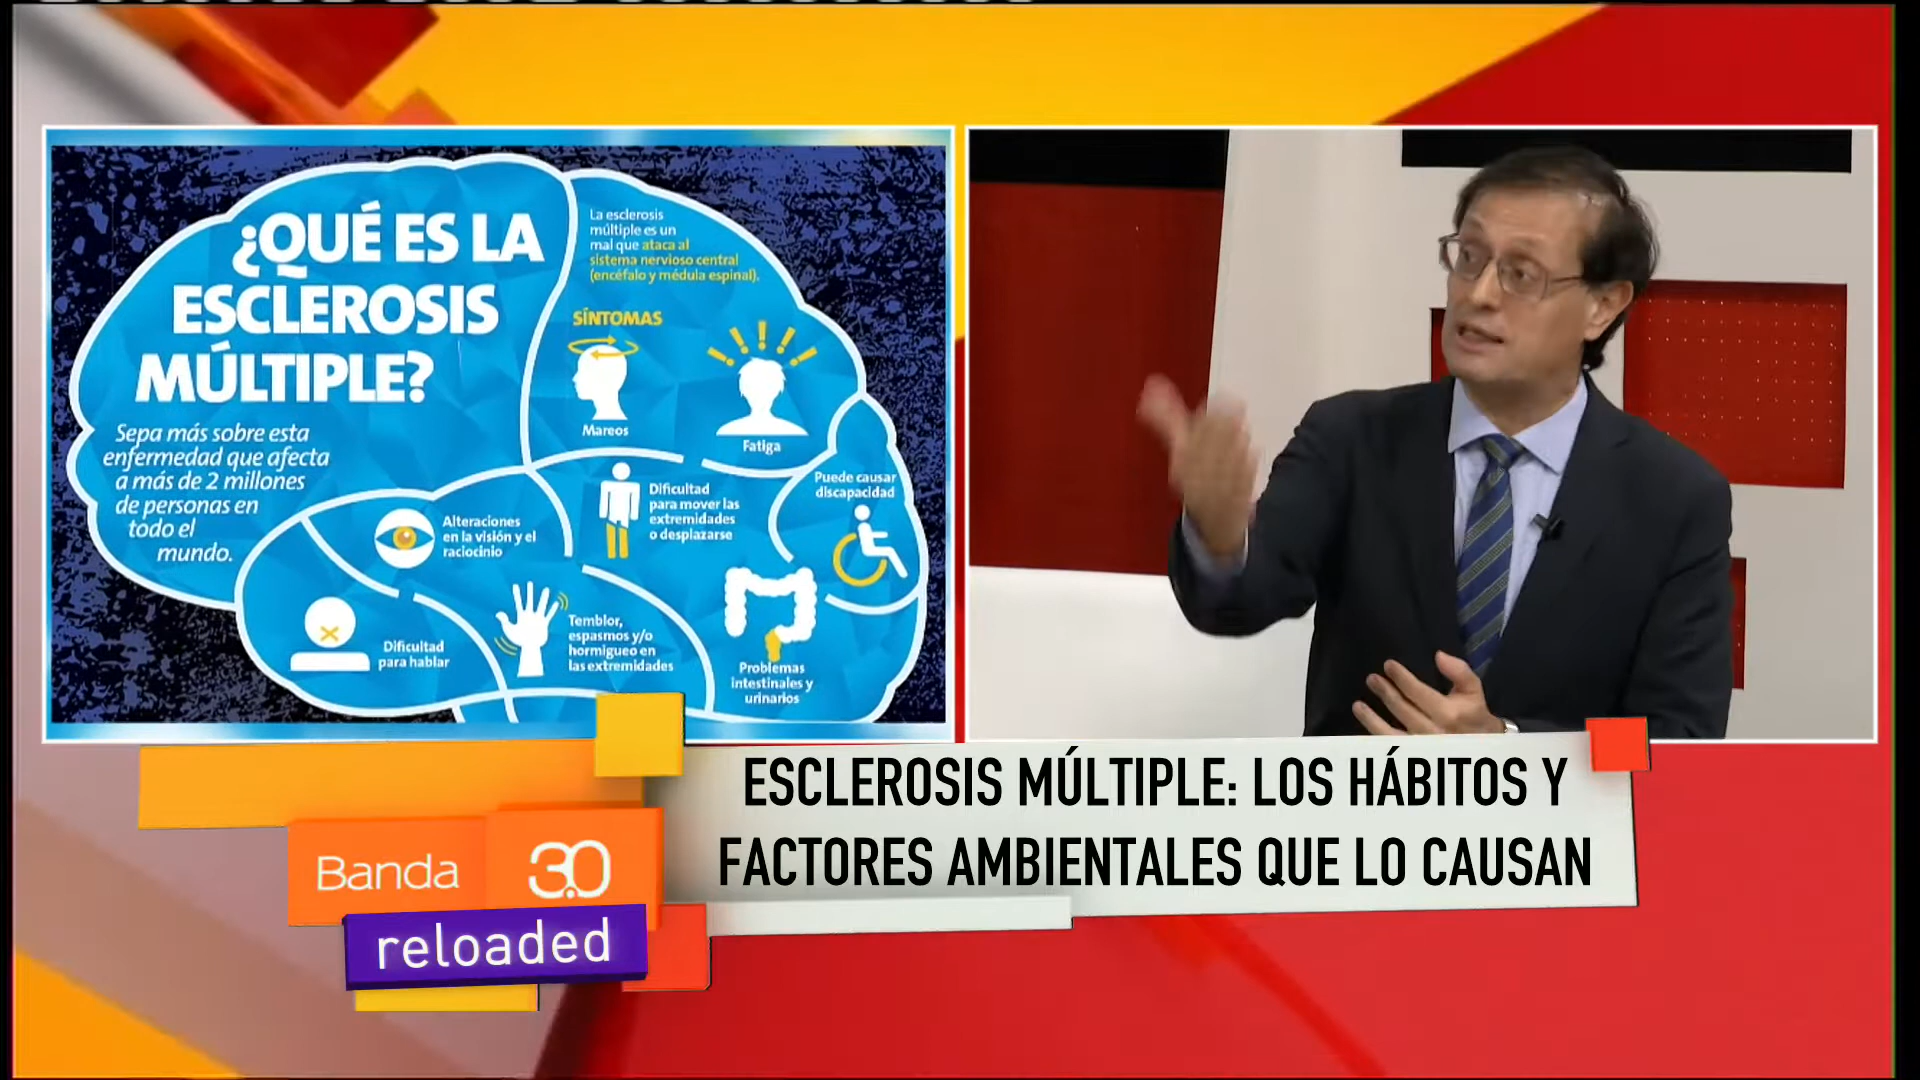 ¿QUÉ ES LA
ESCLEROSIS
MÚLTIPLE?
Sepa más sobre esta
enfermedad que afecta
a más de 2 millones
de personas en
todo el
mundo.
La esclerosis
múltiple es un
mal que ataca al
sistema nervioso central
(encéfalo y médula espinal).
SÍNTOMAS
Mareos
Fatiga
Puede causar
discapacidad
Dificultad
para mover las
extremidades
o desplazarse
Alteraciones
en la visión y el
raciocinio
Dificultad
para hablar
Temblor,
espasmos y/o
hormigueo en
las extremidades
Problemas
intestinales y
urinarios
ESCLEROSIS MÚLTIPLE: LOS HÁBITOS Y
FACTORES AMBIENTALES QUE LO CAUSAN
Banda 3.0
reloaded